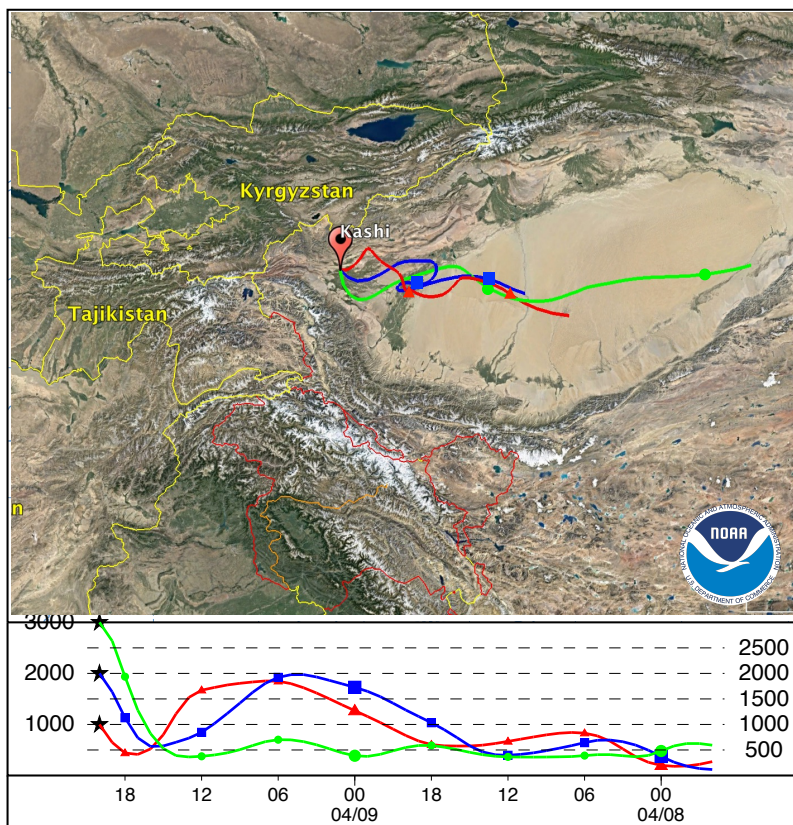 Kyrgyzstan
Kashi
Tajikistan
n
NATIONAL OCEANIC AND ATMOSPHERIC ADMINISTRATION
NOAA
U.S. DEPARTMENT OF COMMERCE
3000
2000
1000
2500
2000
1500
1000
500
18 12 06 00 18 12 06 00
04/09 04/08